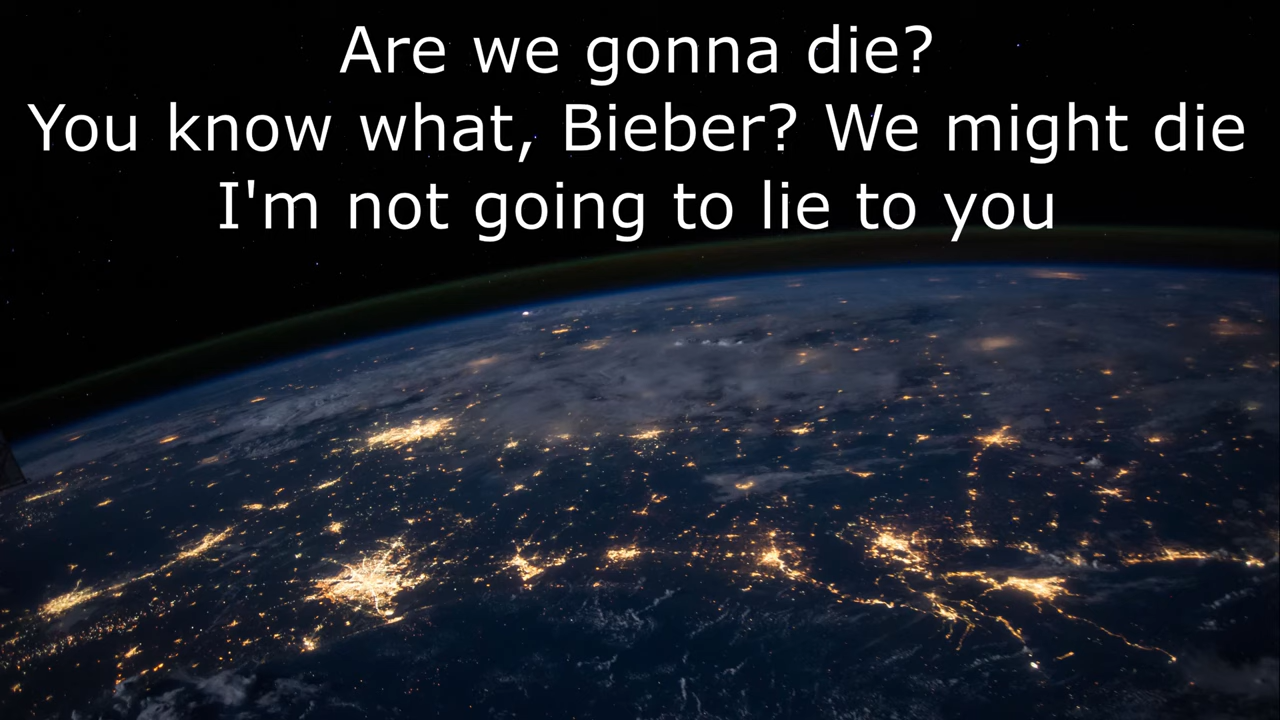 Are we gonna die?
You know what, Bieber? We might die
I'm not going to lie to you